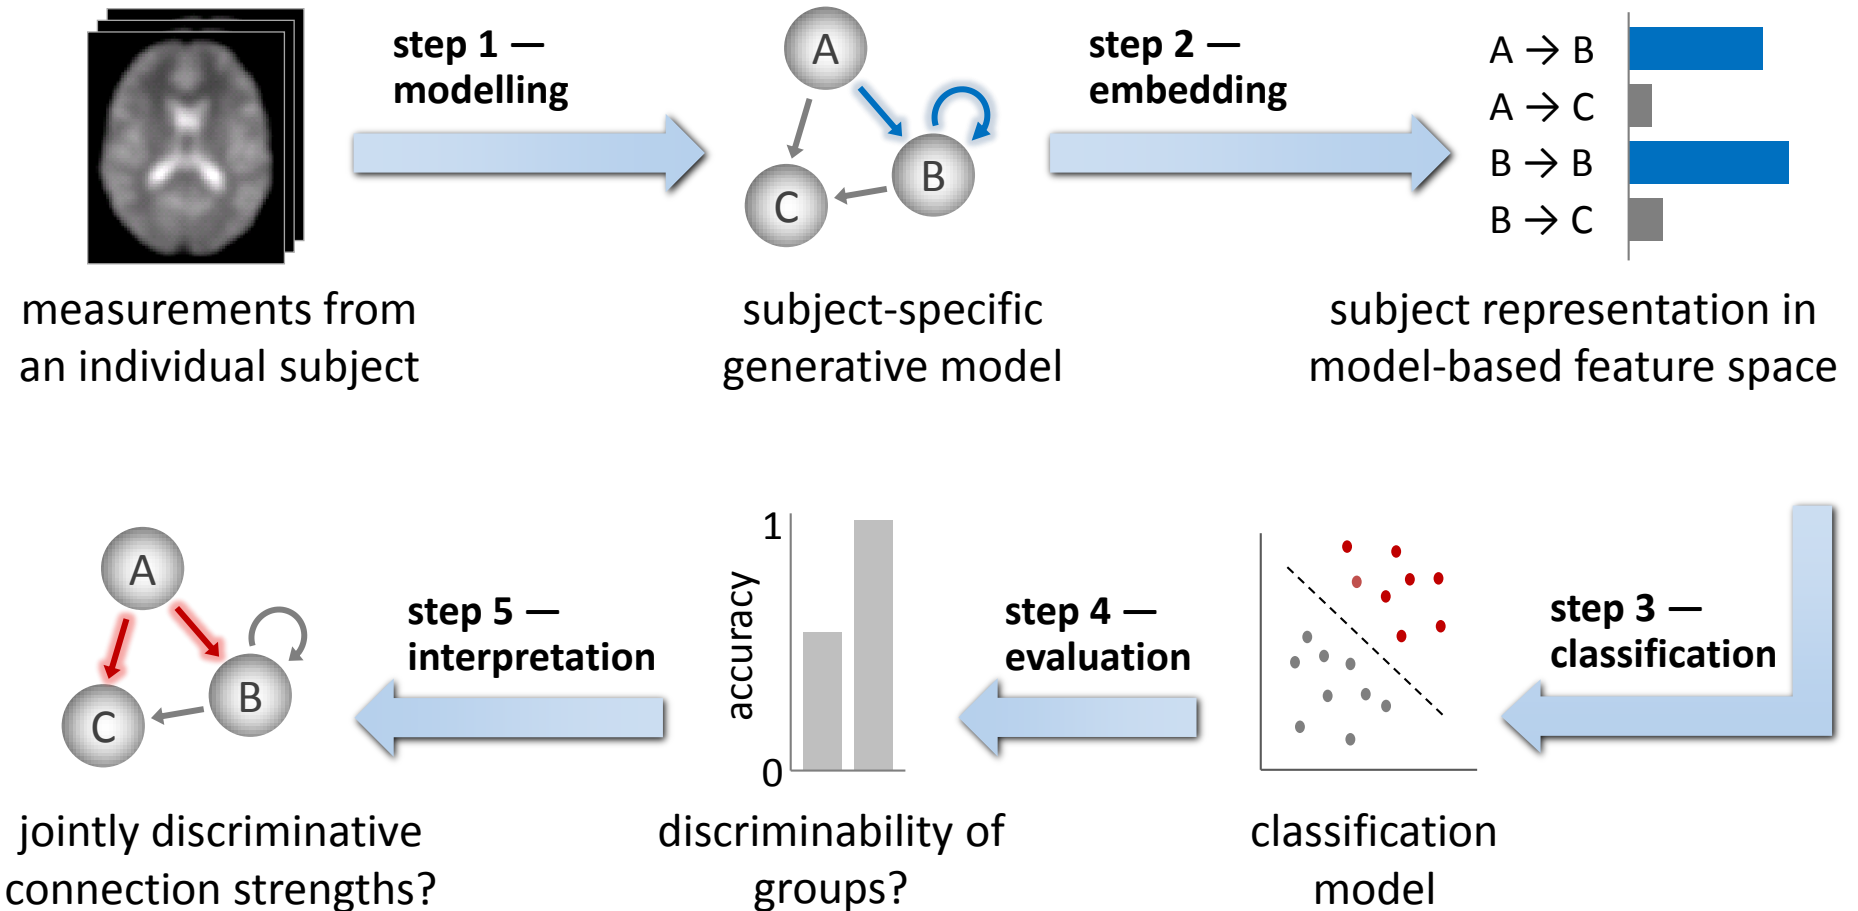 step 1 —
modelling
A
B
C
step 2 —
embedding
A → B
A → C
B → B
B → C
measurements from
an individual subject
subject-specific
generative model
subject representation in
model-based feature space
step 3 —
classification
classification
model
step 4 —
evaluation
1
accuracy
0
discriminability of
groups?
step 5 —
interpretation
A
B
C
jointly discriminative
connection strengths?